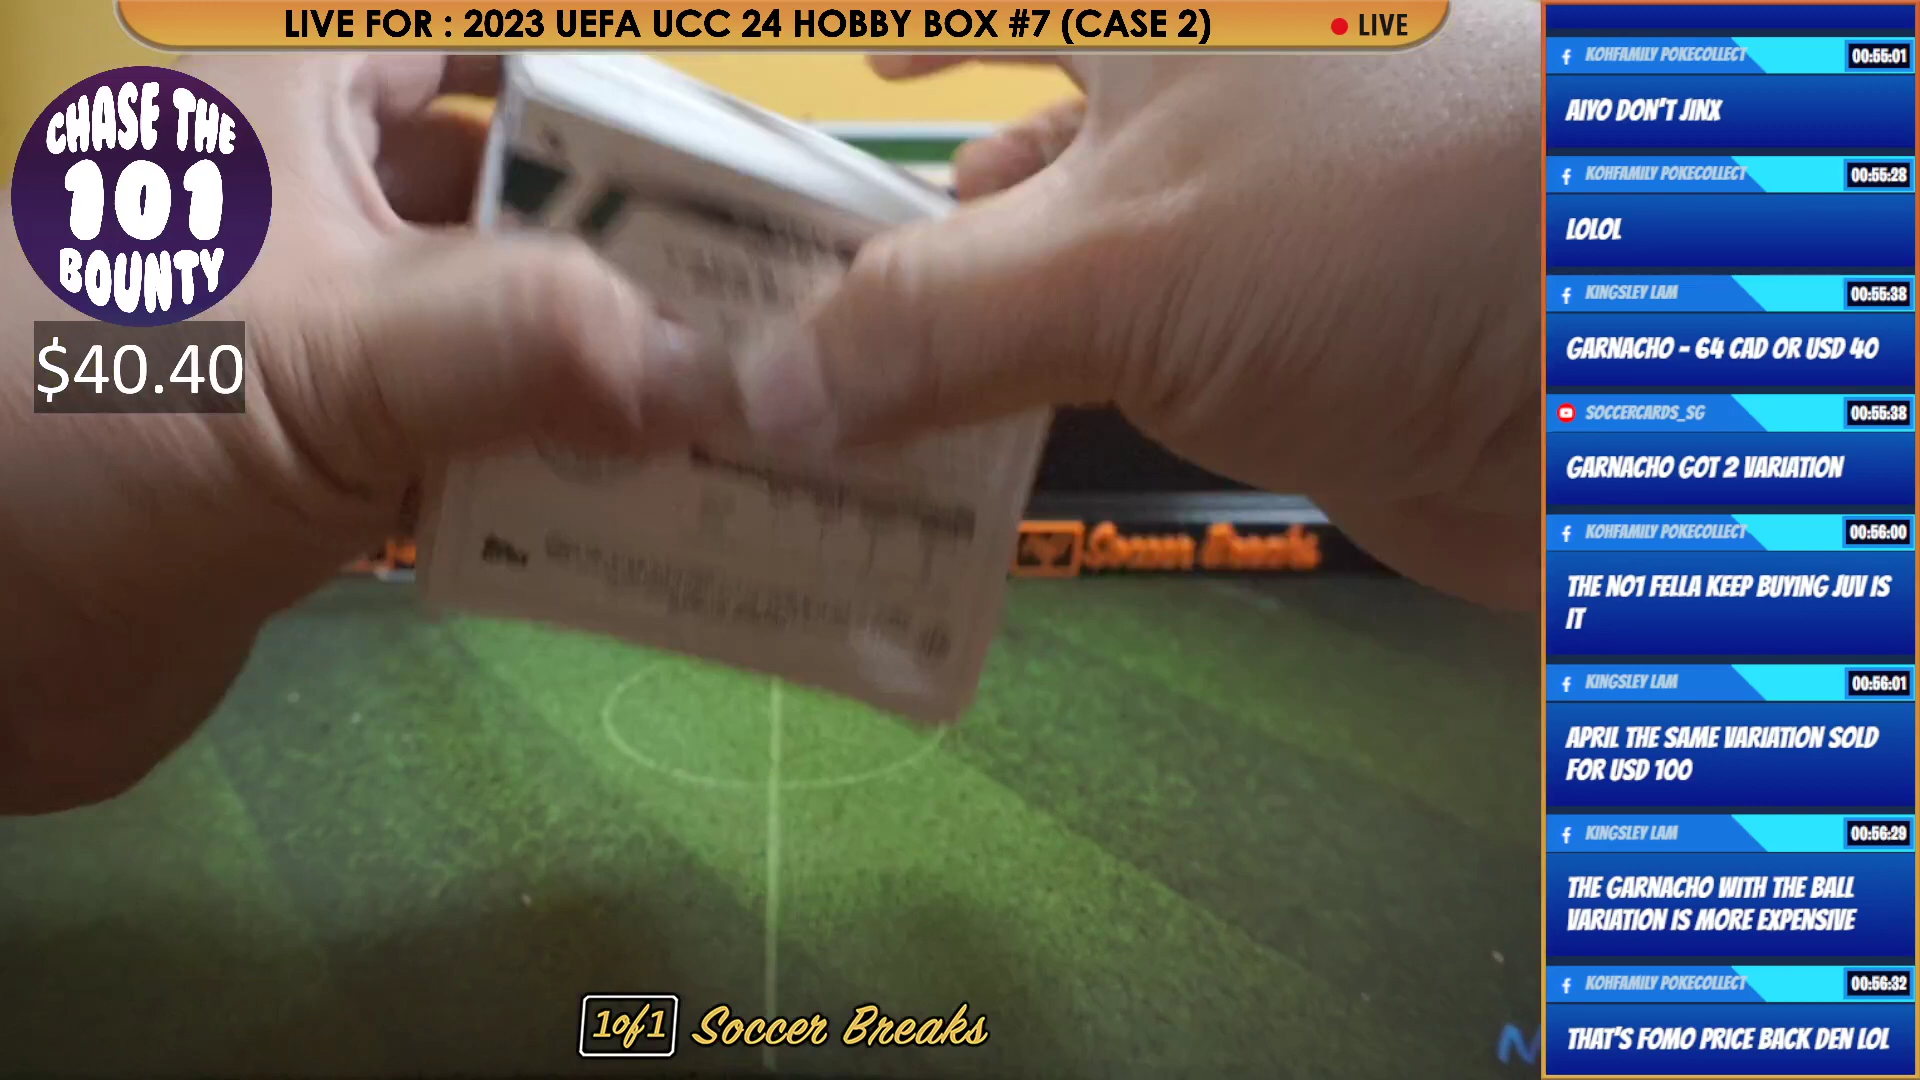 LIVE FOR : 2023 UEFA UCC 24 HOBBY BOX #7 (CASE 2)
LIVE
CHASE THE
101
BOUNTY
$40.40
Soccer Breaks
1of1 Soccer Breaks
KOHFAMILY POKECOLLECT 00:55:01
AIYO DON'T JINX
KOHFAMILY POKECOLLECT 00:55:28
LOLOL
KINGSLEY LAM 00:55:38
GARNACHO - 64 CAD OR USD 40
SOCCERCARDS_SG 00:55:38
GARNACHO GOT 2 VARIATION
KOHFAMILY POKECOLLECT 00:56:00
THE NO1 FELLA KEEP BUYING JUV IS
IT
KINGSLEY LAM 00:56:01
APRIL THE SAME VARIATION SOLD
FOR USD 100
KINGSLEY LAM 00:56:29
THE GARNACHO WITH THE BALL
VARIATION IS MORE EXPENSIVE
KOHFAMILY POKECOLLECT 00:56:32
THAT'S FOMO PRICE BACK DEN LOL